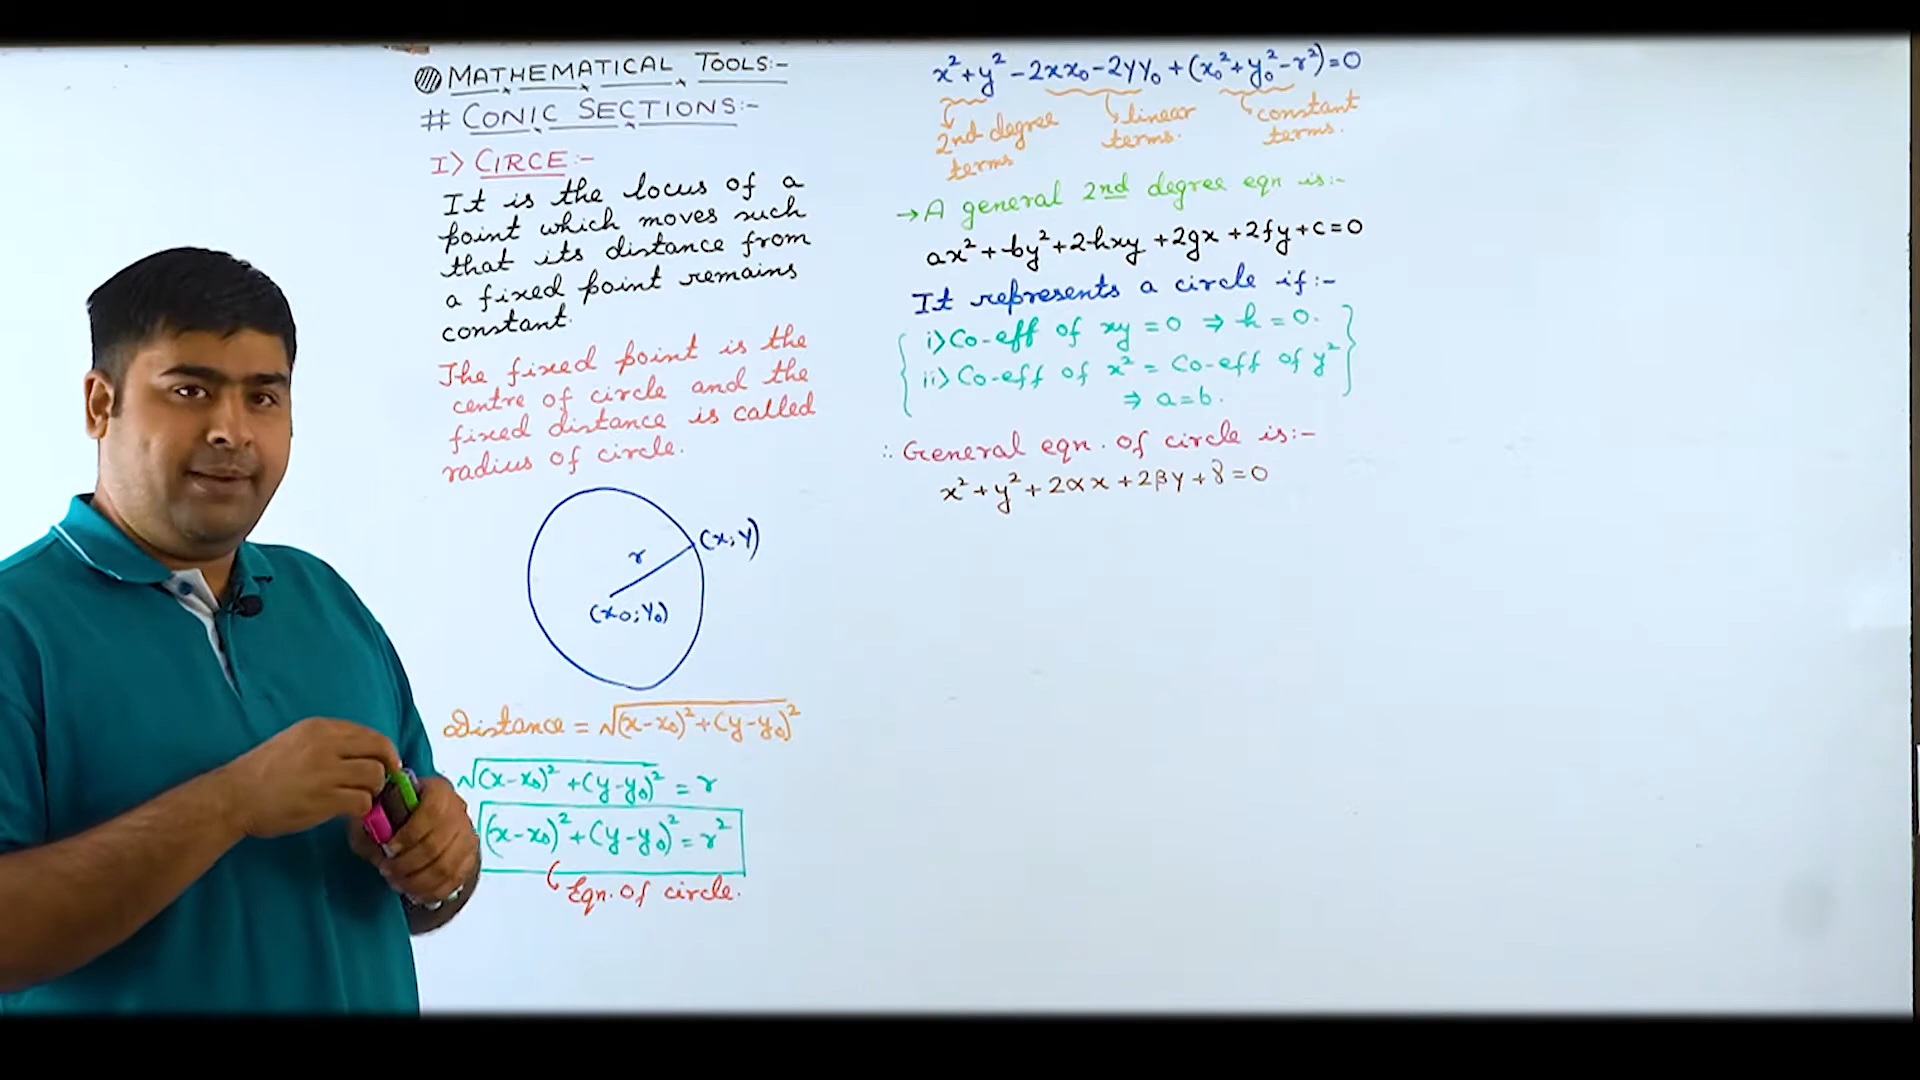 MATHEMATICAL TOOLS:-
# CONIC SECTIONS:-
I) CIRCE:-
It is the locus of a
point which moves such
that its distance from
a fixed point remains
constant.
The fixed point is the
centre of circle and the
fixed distance is called
radius of circle.
(x;y)
r
(x₀;y₀)
Distance = √(x-x₀)²+(y-y₀)²
√(x-x₀)²+(y-y₀)² = r
(x-x₀)²+(y-y₀)² = r²
Eqn. of circle.
x²+y²-2xx₀-2yy₀+(x₀²+y₀²-r²)=0
2nd degree terms
linear terms.
constant terms.
→A general 2nd degree eqn is:-
ax²+by²+2hxy+2gx+2fy+c=0
It represents a circle if:-
i) Co-eff of xy = 0 ⇒ h = 0.
ii) Co-eff of x² = Co-eff of y²
⇒ a=b.
∴ General eqn. of circle is:-
x²+y²+2αx+2βy+γ=0